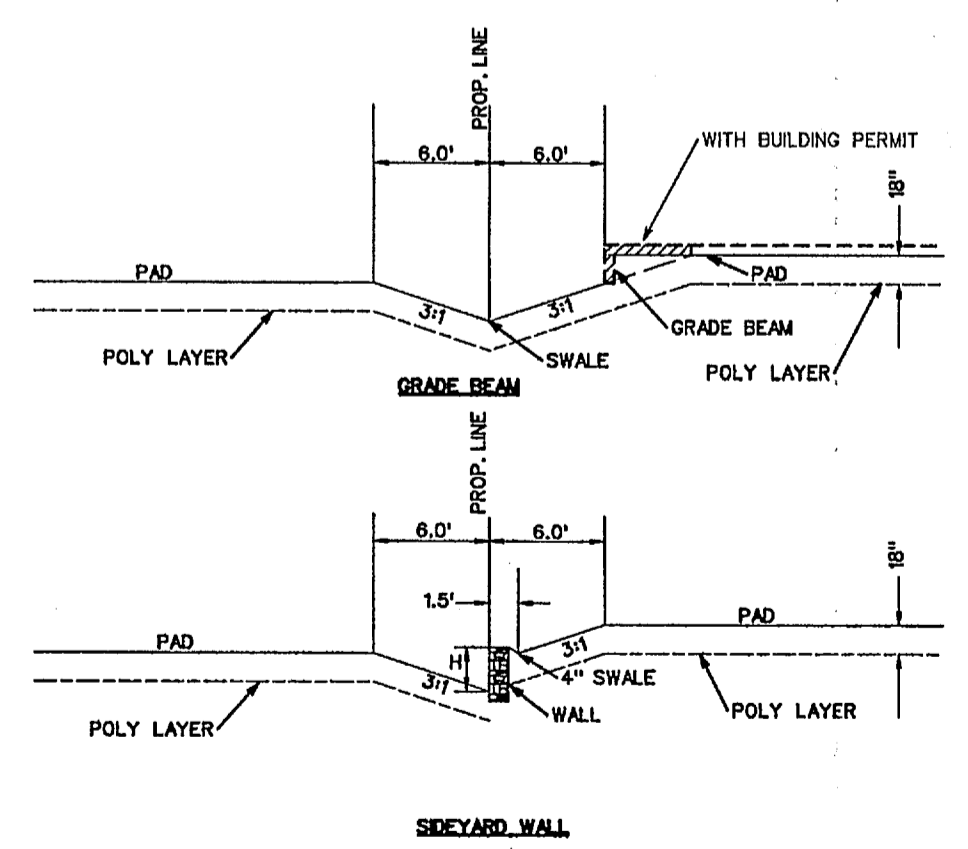 PROP. LINE
6.0'
6.0'
WITH BUILDING PERMIT
18"
PAD
3:1
3:1
PAD
GRADE BEAM
POLY LAYER
SWALE
POLY LAYER
GRADE BEAM
PROP. LINE
6.0'
6.0'
18"
1.5'
PAD
PAD
H
3:1
3:1
4" SWALE
WALL
POLY LAYER
POLY LAYER
SIDEYARD WALL